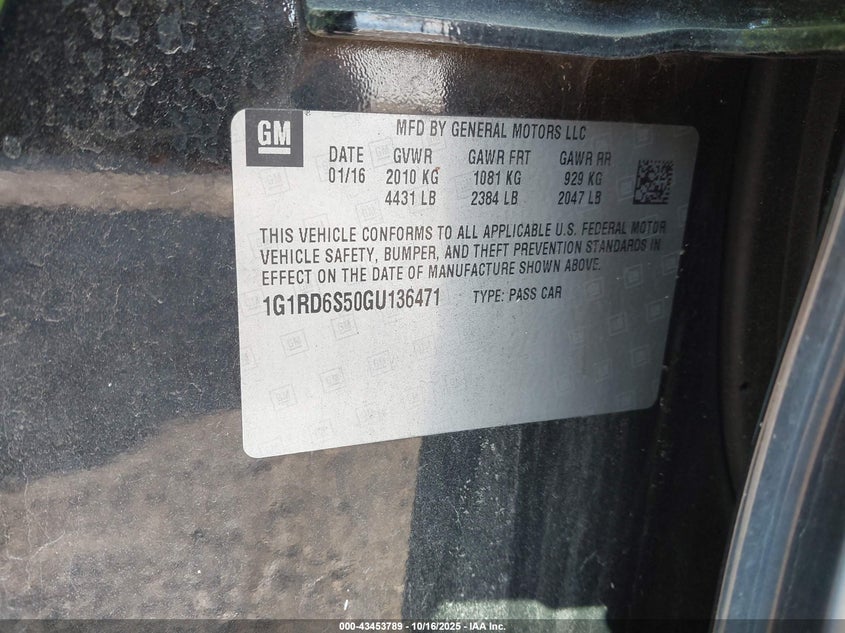 GM
MFD BY GENERAL MOTORS LLC
DATE GVWR GAWR FRT GAWR RR
01/16 2010 KG 1081 KG 929 KG
4431 LB 2384 LB 2047 LB
THIS VEHICLE CONFORMS TO ALL APPLICABLE U.S. FEDERAL MOTOR
VEHICLE SAFETY, BUMPER, AND THEFT PREVENTION STANDARDS IN
EFFECT ON THE DATE OF MANUFACTURE SHOWN ABOVE.
1G1RD6S50GU136471 TYPE: PASS CAR
000-43453789 - 10/16/2025 - IAA Inc.